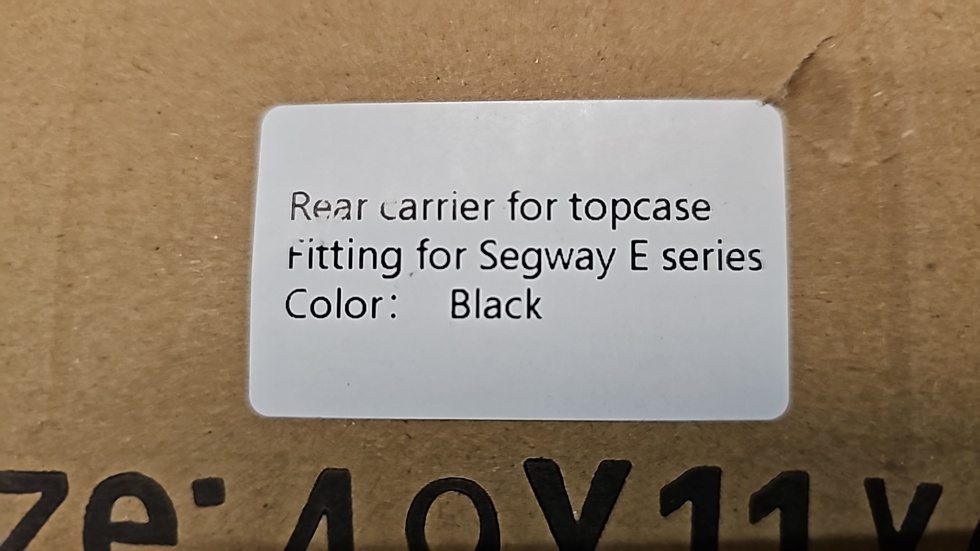 Rear carrier for topcase
Fitting for Segway E series
Color: Black